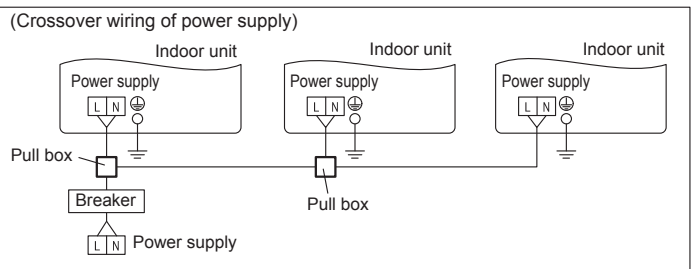 (Crossover wiring of power supply)
Indoor unit
Indoor unit
Indoor unit
Power supply
Power supply
Power supply
L N
L N
L N
Pull box
Breaker
Pull box
L N Power supply